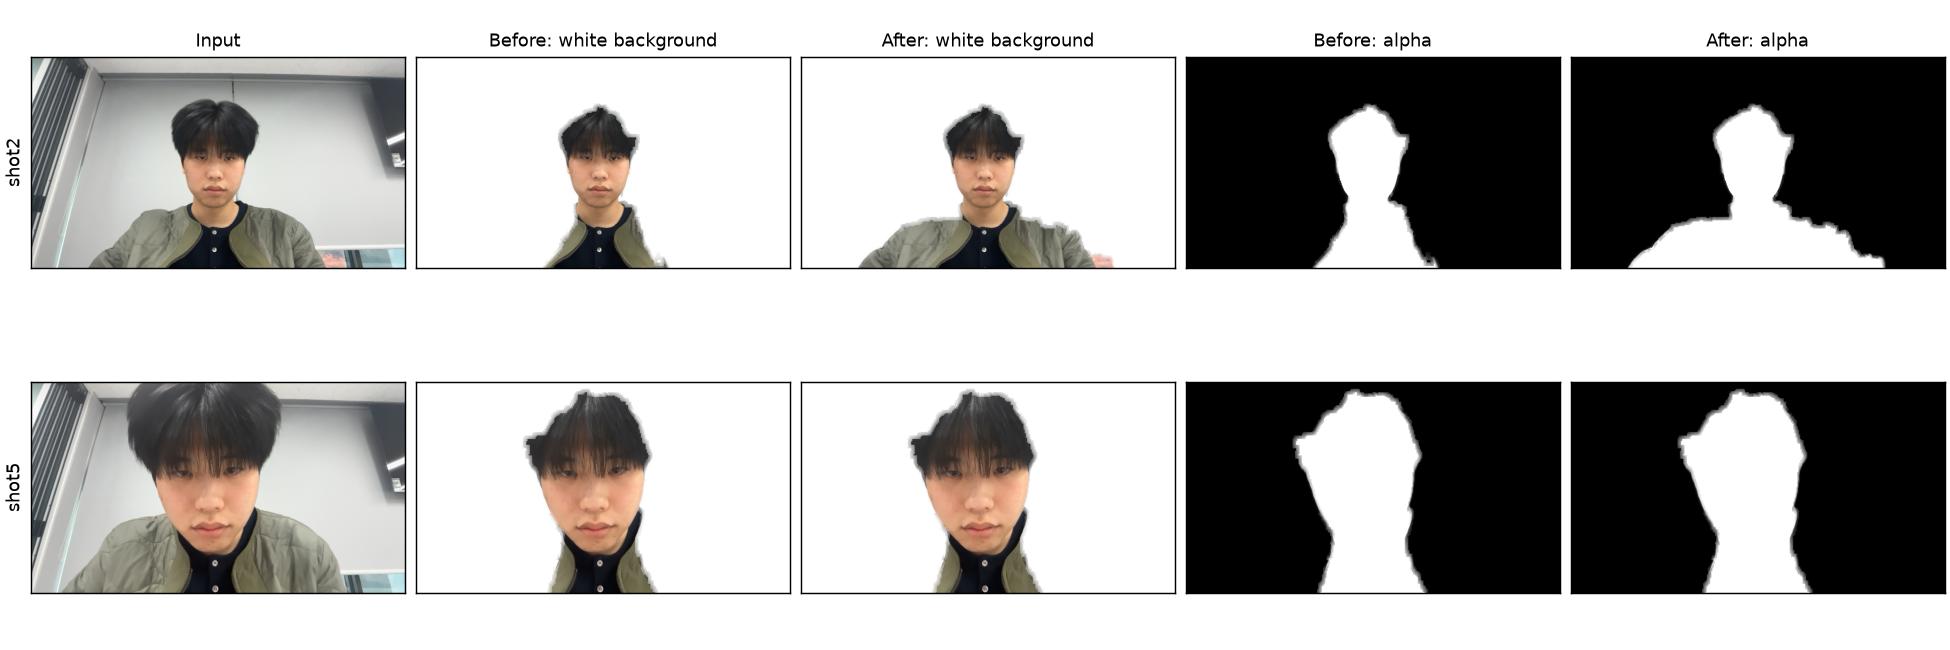 Input
Before: white background
After: white background
Before: alpha
After: alpha
shot2
shot5